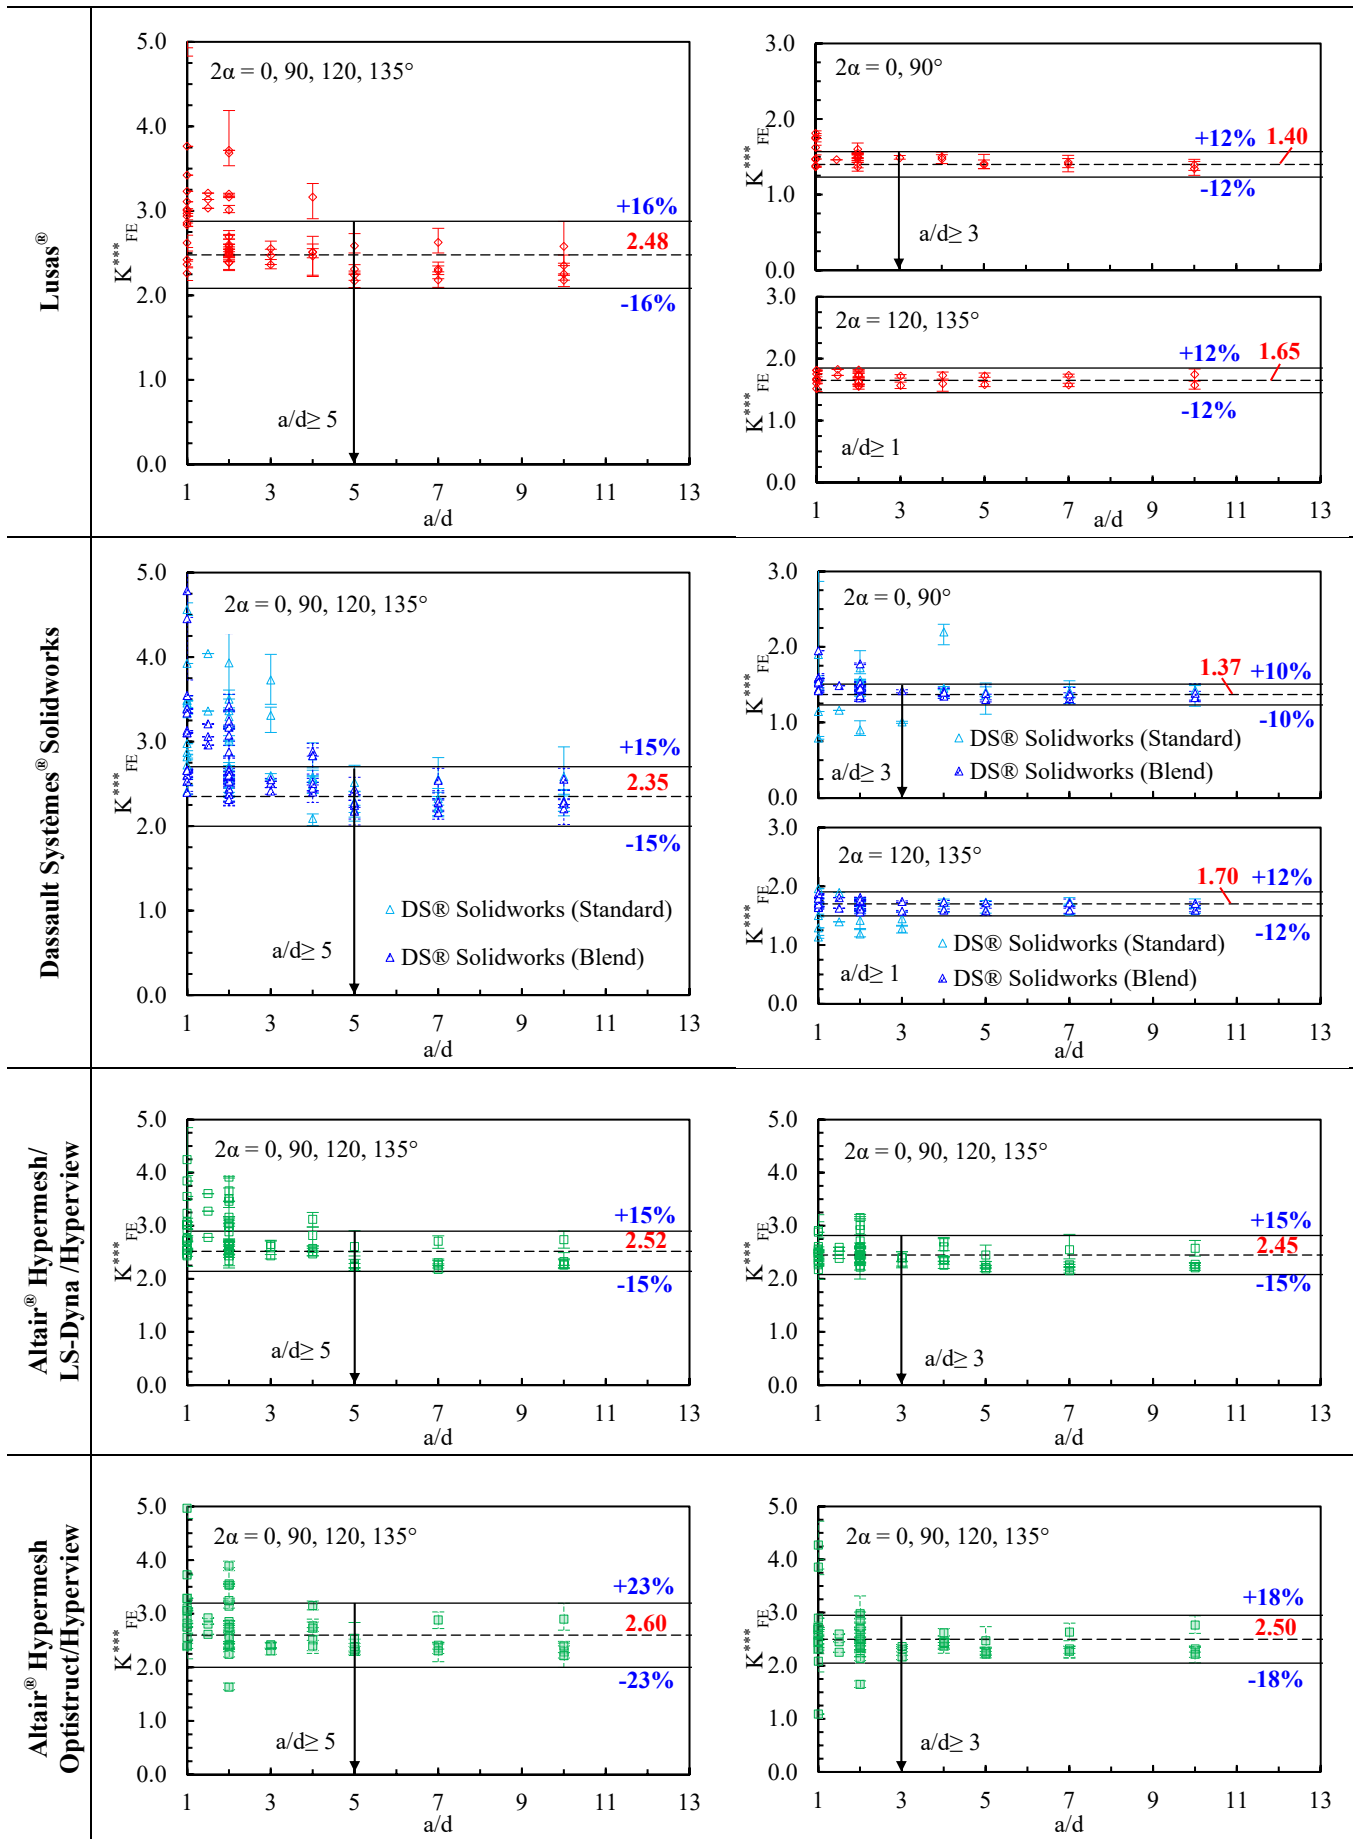 Lusas®
5.0
4.0
3.0
2.0
1.0
0.0
K***FE
2α = 0, 90, 120, 135°
+16%
2.48
-16%
a/d≥ 5
1 3 5 7 9 11 13
a/d
3.0
2.0
1.0
0.0
K***FE
2α = 0, 90°
+12% 1.40
-12%
a/d≥ 3
3.0
2.0
1.0
0.0
K***FE
2α = 120, 135°
+12% 1.65
-12%
a/d≥ 1
1 3 5 7 9 11 13
a/d
Dassault Systèmes® Solidworks
5.0
4.0
3.0
2.0
1.0
0.0
K***FE
2α = 0, 90, 120, 135°
+15%
2.35
-15%
DS® Solidworks (Standard)
DS® Solidworks (Blend)
a/d≥ 5
1 3 5 7 9 11 13
a/d
3.0
2.0
1.0
0.0
K***FE
2α = 0, 90°
1.37 +10%
-10%
DS® Solidworks (Standard)
DS® Solidworks (Blend)
a/d≥ 3
3.0
2.0
1.0
0.0
K***FE
2α = 120, 135°
1.70 +12%
-12%
DS® Solidworks (Standard)
DS® Solidworks (Blend)
a/d≥ 1
1 3 5 7 9 11 13
a/d
Altair® Hypermesh/
LS-Dyna /Hyperview
5.0
4.0
3.0
2.0
1.0
0.0
K***FE
2α = 0, 90, 120, 135°
+15%
2.52
-15%
a/d≥ 5
1 3 5 7 9 11 13
a/d
5.0
4.0
3.0
2.0
1.0
0.0
K***FE
2α = 0, 90, 120, 135°
+15%
2.45
-15%
a/d≥ 3
1 3 5 7 9 11 13
a/d
Altair® Hypermesh
Optistruct/Hyperview
5.0
4.0
3.0
2.0
1.0
0.0
K***FE
2α = 0, 90, 120, 135°
+23%
2.60
-23%
a/d≥ 5
1 3 5 7 9 11 13
a/d
5.0
4.0
3.0
2.0
1.0
0.0
K***FE
2α = 0, 90, 120, 135°
+18%
2.50
-18%
a/d≥ 3
1 3 5 7 9 11 13
a/d